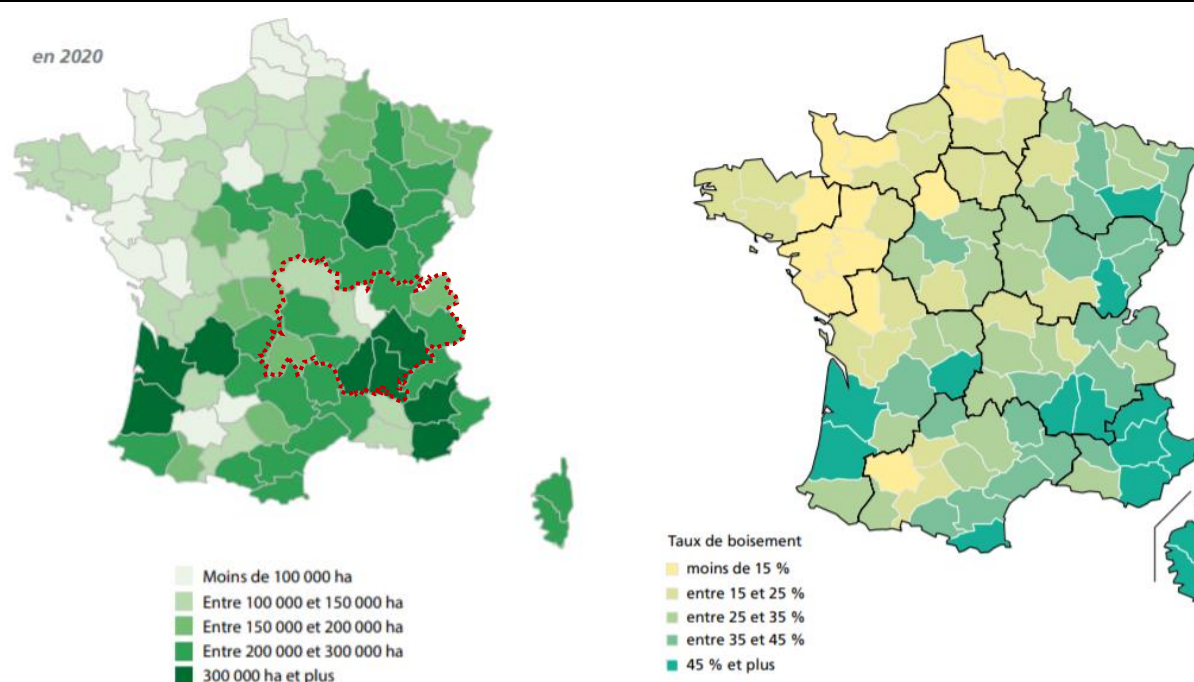 en 2020
Moins de 100 000 ha
Entre 100 000 et 150 000 ha
Entre 150 000 et 200 000 ha
Entre 200 000 et 300 000 ha
300 000 ha et plus
Taux de boisement
moins de 15 %
entre 15 et 25 %
entre 25 et 35 %
entre 35 et 45 %
45 % et plus